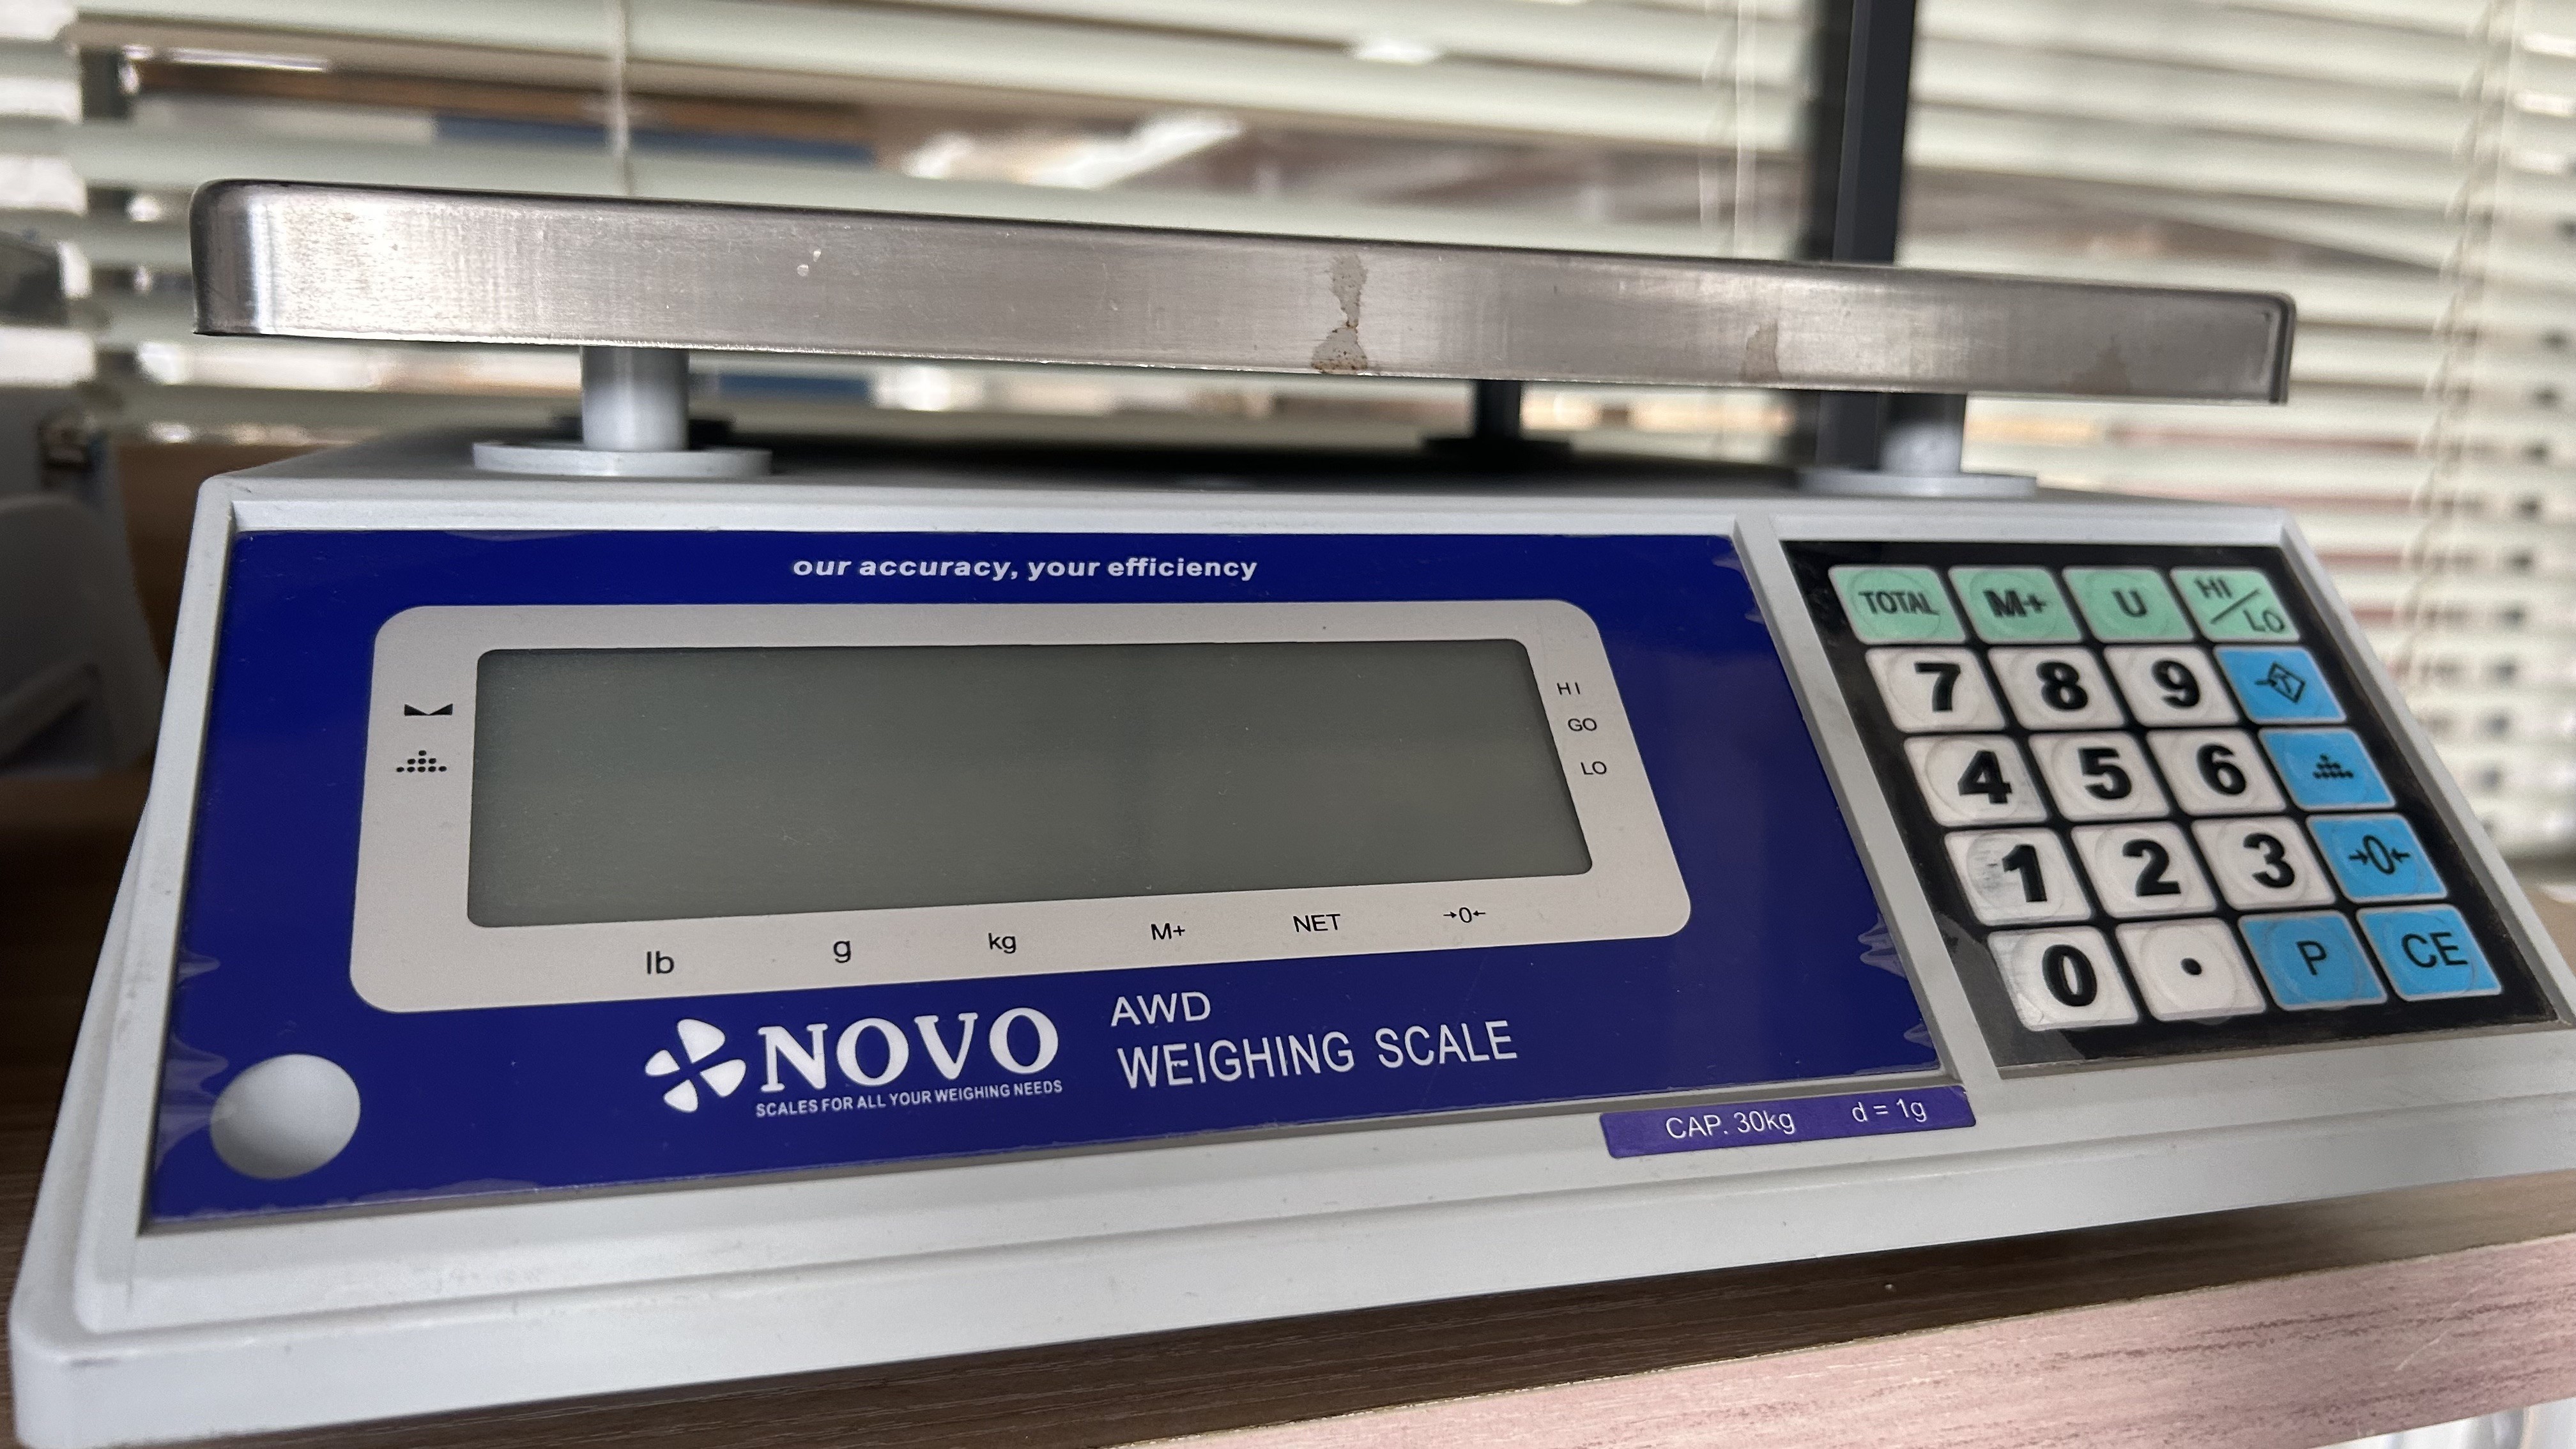 our accuracy, your efficiency
HI
GO
LO
lb g kg M+ NET →0←
NOVO
SCALES FOR ALL YOUR WEIGHING NEEDS
AWD
WEIGHING SCALE
CAP. 30kg d = 1g
TOTAL M+ U HI/LO
7 8 9 T
4 5 6
1 2 3 →0←
0 . P CE